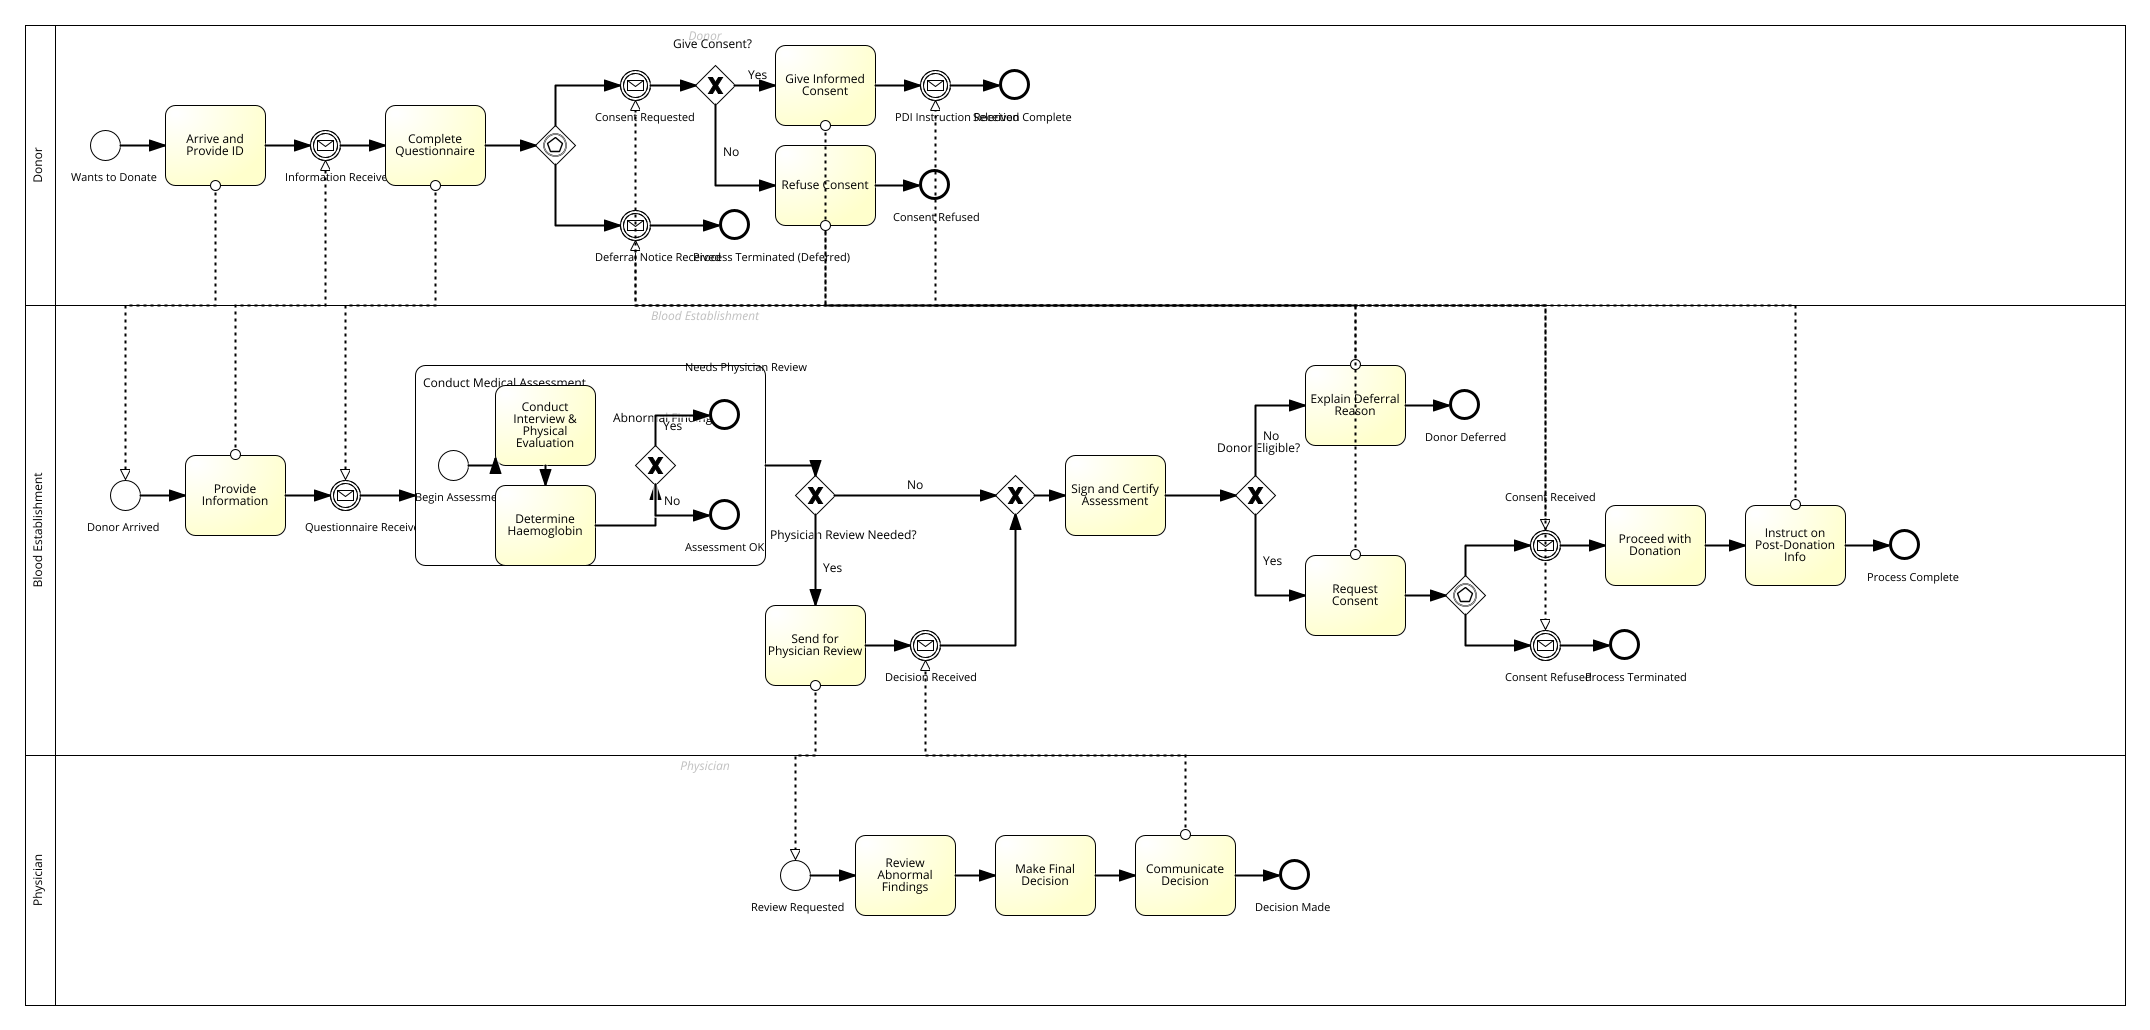 Donor
Donor
Give Consent?
Yes
Give Informed
Consent
Consent Requested
PDI Instruction Received
Selection Complete
Arrive and
Provide ID
Complete
Questionnaire
Wants to Donate
Information Receive
No
Refuse Consent
Consent Refused
Deferral Notice Received
Process Terminated (Deferred)
Blood Establishment
Blood Establishment
Needs Physician Review
Conduct Medical Assessment
Conduct
Interview &
Physical
Evaluation
Abnormal Finding
Yes
Begin Assessme
No
Determine
Haemoglobin
Assessment OK
Donor Arrived
Provide
Information
Questionnaire Receive
No
Physician Review Needed?
Yes
Sign and Certify
Assessment
Explain Deferral
Reason
Donor Deferred
No
Donor Eligible?
Yes
Request
Consent
Consent Received
Proceed with
Donation
Instruct on
Post-Donation
Info
Process Complete
Consent Refused
Process Terminated
Send for
Physician Review
Decision Received
Physician
Physician
Review Requested
Review
Abnormal
Findings
Make Final
Decision
Communicate
Decision
Decision Made